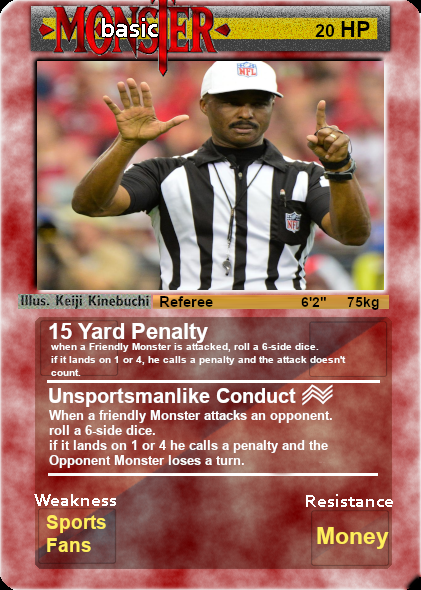 MONSTER
basic
20 HP
NFL
NFL
Illus. Keiji Kinebuchi Referee 6'2" 75kg
15 Yard Penalty
when a Friendly Monster is attacked, roll a 6-side dice.
if it lands on 1 or 4, he calls a penalty and the attack doesn't
count.
Unsportsmanlike Conduct
When a friendly Monster attacks an opponent.
roll a 6-side dice.
if it lands on 1 or 4 he calls a penalty and the
Opponent Monster loses a turn.
Weakness
Resistance
Sports
Fans
Money